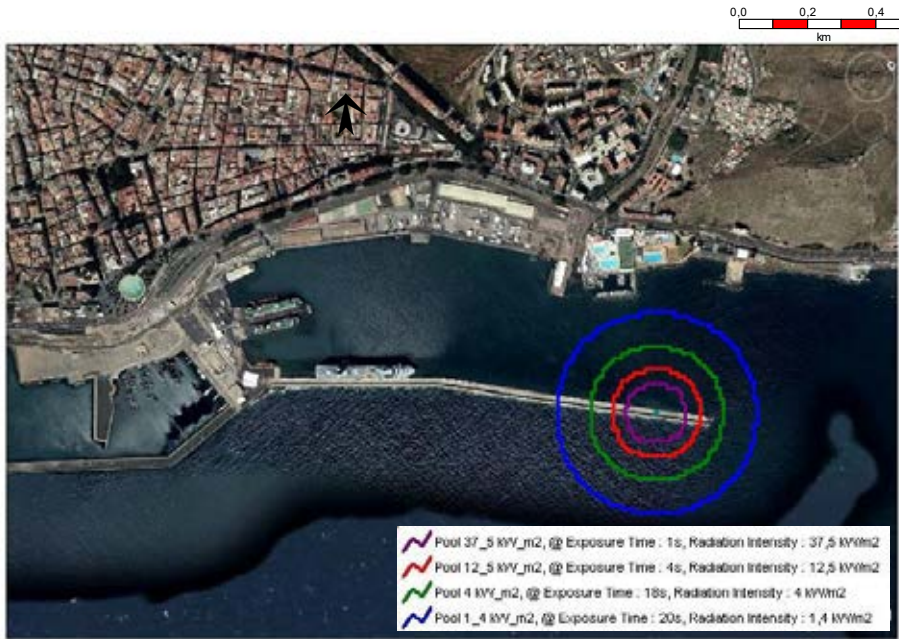 0,0 0,2 0,4
km
Pool 37_5 kW_m2, @ Exposure Time : 1s, Radiation Intensity : 37,5 kW/m2
Pool 12_5 kW_m2, @ Exposure Time : 4s, Radiation Intensity : 12,5 kW/m2
Pool 4 kW_m2, @ Exposure Time : 18s, Radiation Intensity : 4 kW/m2
Pool 1_4 kW_m2, @ Exposure Time : 20s, Radiation Intensity : 1,4 kW/m2